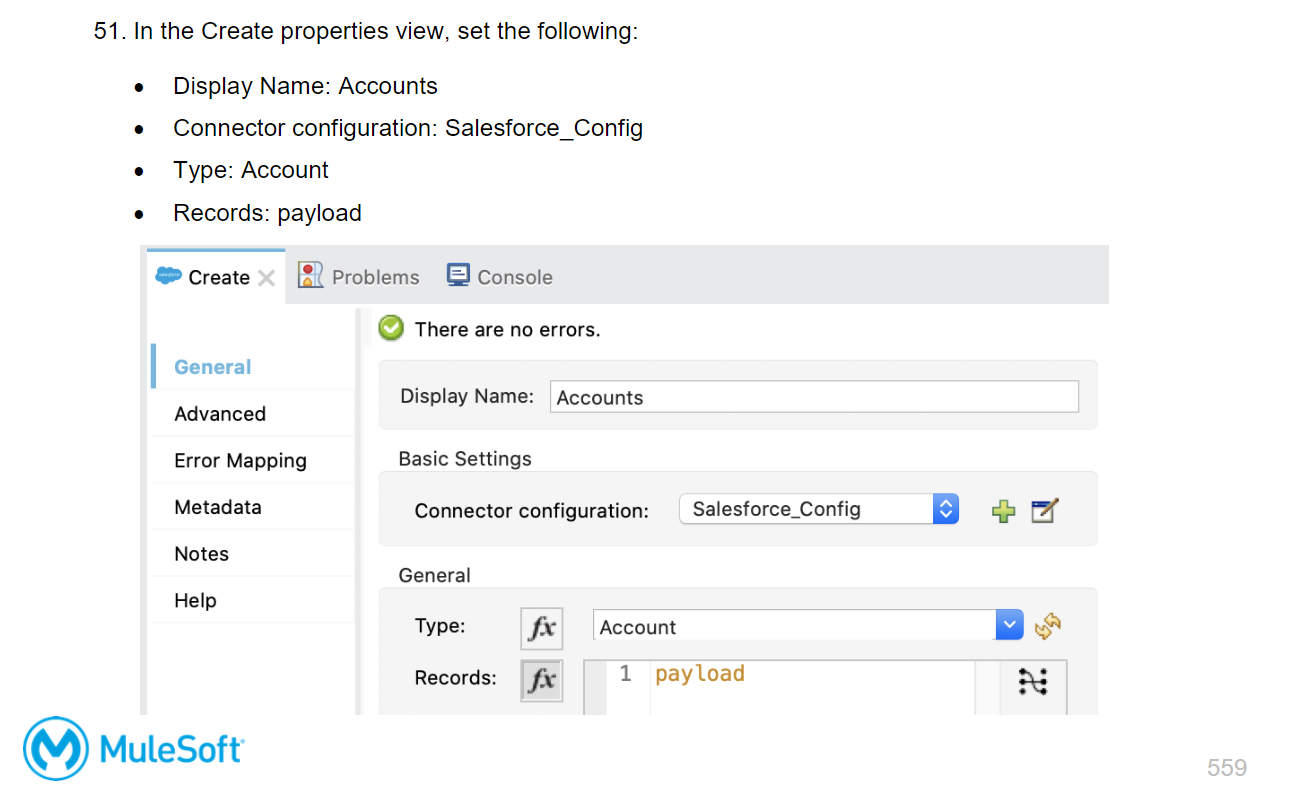 51. In the Create properties view, set the following:
• Display Name: Accounts
• Connector configuration: Salesforce_Config
• Type: Account
• Records: payload
salesforce Create Problems Console
There are no errors.
General
Display Name: Accounts
Advanced
Error Mapping
Basic Settings
Metadata
Connector configuration: Salesforce_Config
Notes
General
Help
Type: fx Account
Records: fx 1 payload
MuleSoft
559